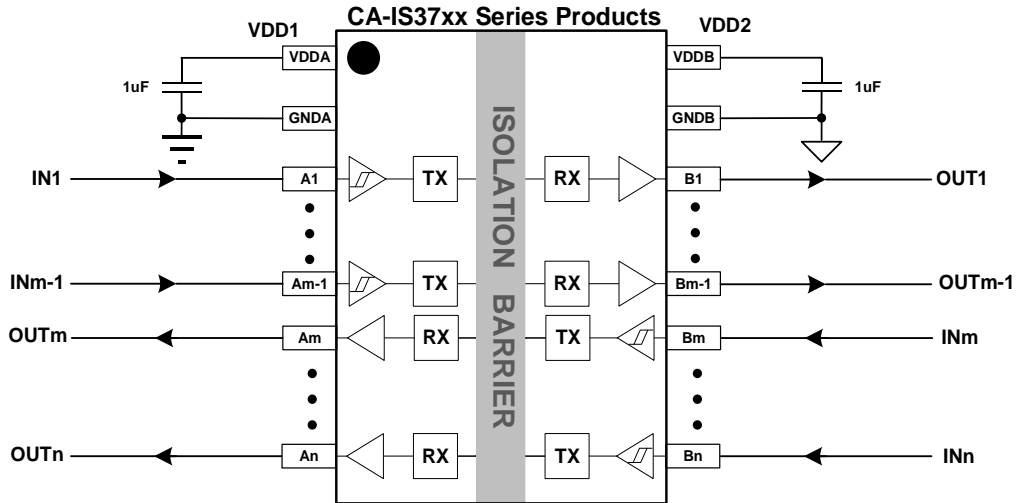 CA-IS37xx Series Products
VDD1
VDD2
VDDA
VDDB
1uF
1uF
GNDA
GNDB
ISOLATION BARRIER
IN1
A1
TX
RX
B1
OUT1
INm-1
Am-1
TX
RX
Bm-1
OUTm-1
OUTm
Am
RX
TX
Bm
INm
OUTn
An
RX
TX
Bn
INn